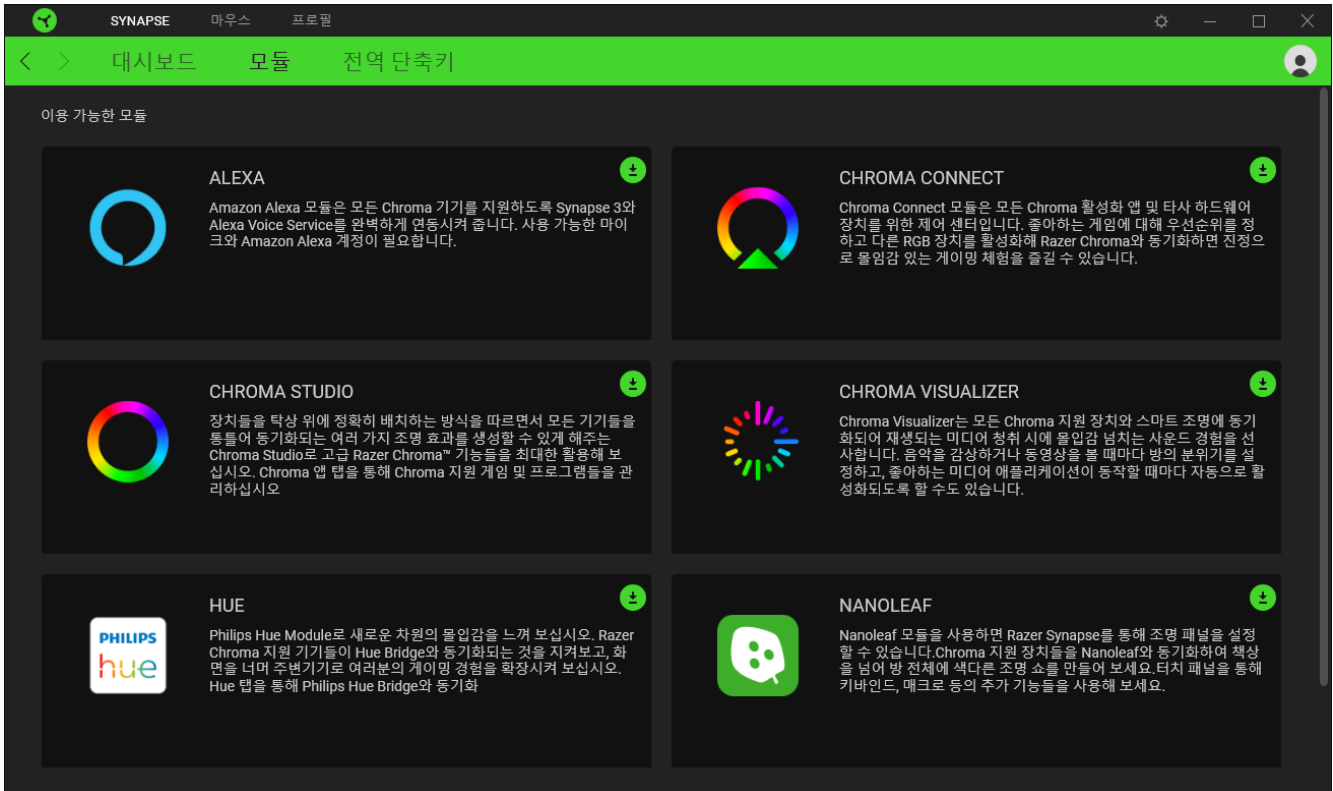 SYNAPSE 마우스 프로필
대시보드 모듈 전역 단축키
이용 가능한 모듈
ALEXA
Amazon Alexa 모듈은 모든 Chroma 기기를 지원하도록 Synapse 3와
Alexa Voice Service를 완벽하게 연동시켜 줍니다. 사용 가능한 마이
크와 Amazon Alexa 계정이 필요합니다.
CHROMA CONNECT
Chroma Connect 모듈은 모든 Chroma 활성화 앱 및 타사 하드웨어
장치를 위한 제어 센터입니다. 좋아하는 게임에 대해 우선순위를 정
하고 다른 RGB 장치를 활성화해 Razer Chroma와 동기화하면 진정으
로 몰임감 있는 게이밍 체험을 즐길 수 있습니다.
CHROMA STUDIO
장치들을 탁상 위에 정확히 배치하는 방식을 따르면서 모든 기기들을
통틀어 동기화되는 여러 가지 조명 효과를 생성할 수 있게 해주는
Chroma Studio로 고급 Razer Chroma™ 기능들을 최대한 활용해 보
십시오. Chroma 앱 탭을 통해 Chroma 지원 게임 및 프로그램들을 관
리하십시오
CHROMA VISUALIZER
Chroma Visualizer는 모든 Chroma 지원 장치와 스마트 조명에 동기
화되어 재생되는 미디어 청취 시에 몰입감 넘치는 사운드 경험을 선
사합니다. 음악을 감상하거나 동영상을 볼 때마다 방의 분위기를 설
정하고, 좋아하는 미디어 애플리케이션이 동작할 때마다 자동으로 활
성화되도록 할 수도 있습니다.
PHILIPS
hue
HUE
Philips Hue Module로 새로운 차원의 몰입감을 느껴 보십시오. Razer
Chroma 지원 기기들이 Hue Bridge와 동기화되는 것을 지켜보고, 화
면을 너머 주변기기로 여러분의 게이밍 경험을 확장시켜 보십시오.
Hue 탭을 통해 Philips Hue Bridge와 동기화
NANOLEAF
Nanoleaf 모듈을 사용하면 Razer Synapse를 통해 조명 패널을 설정
할 수 있습니다.Chroma 지원 장치들을 Nanoleaf와 동기화하여 책상
을 넘어 방 전체에 색다른 조명 쇼를 만들어 보세요.터치 패널을 통해
키바인드, 매크로 등의 추가 기능들을 사용해 보세요.